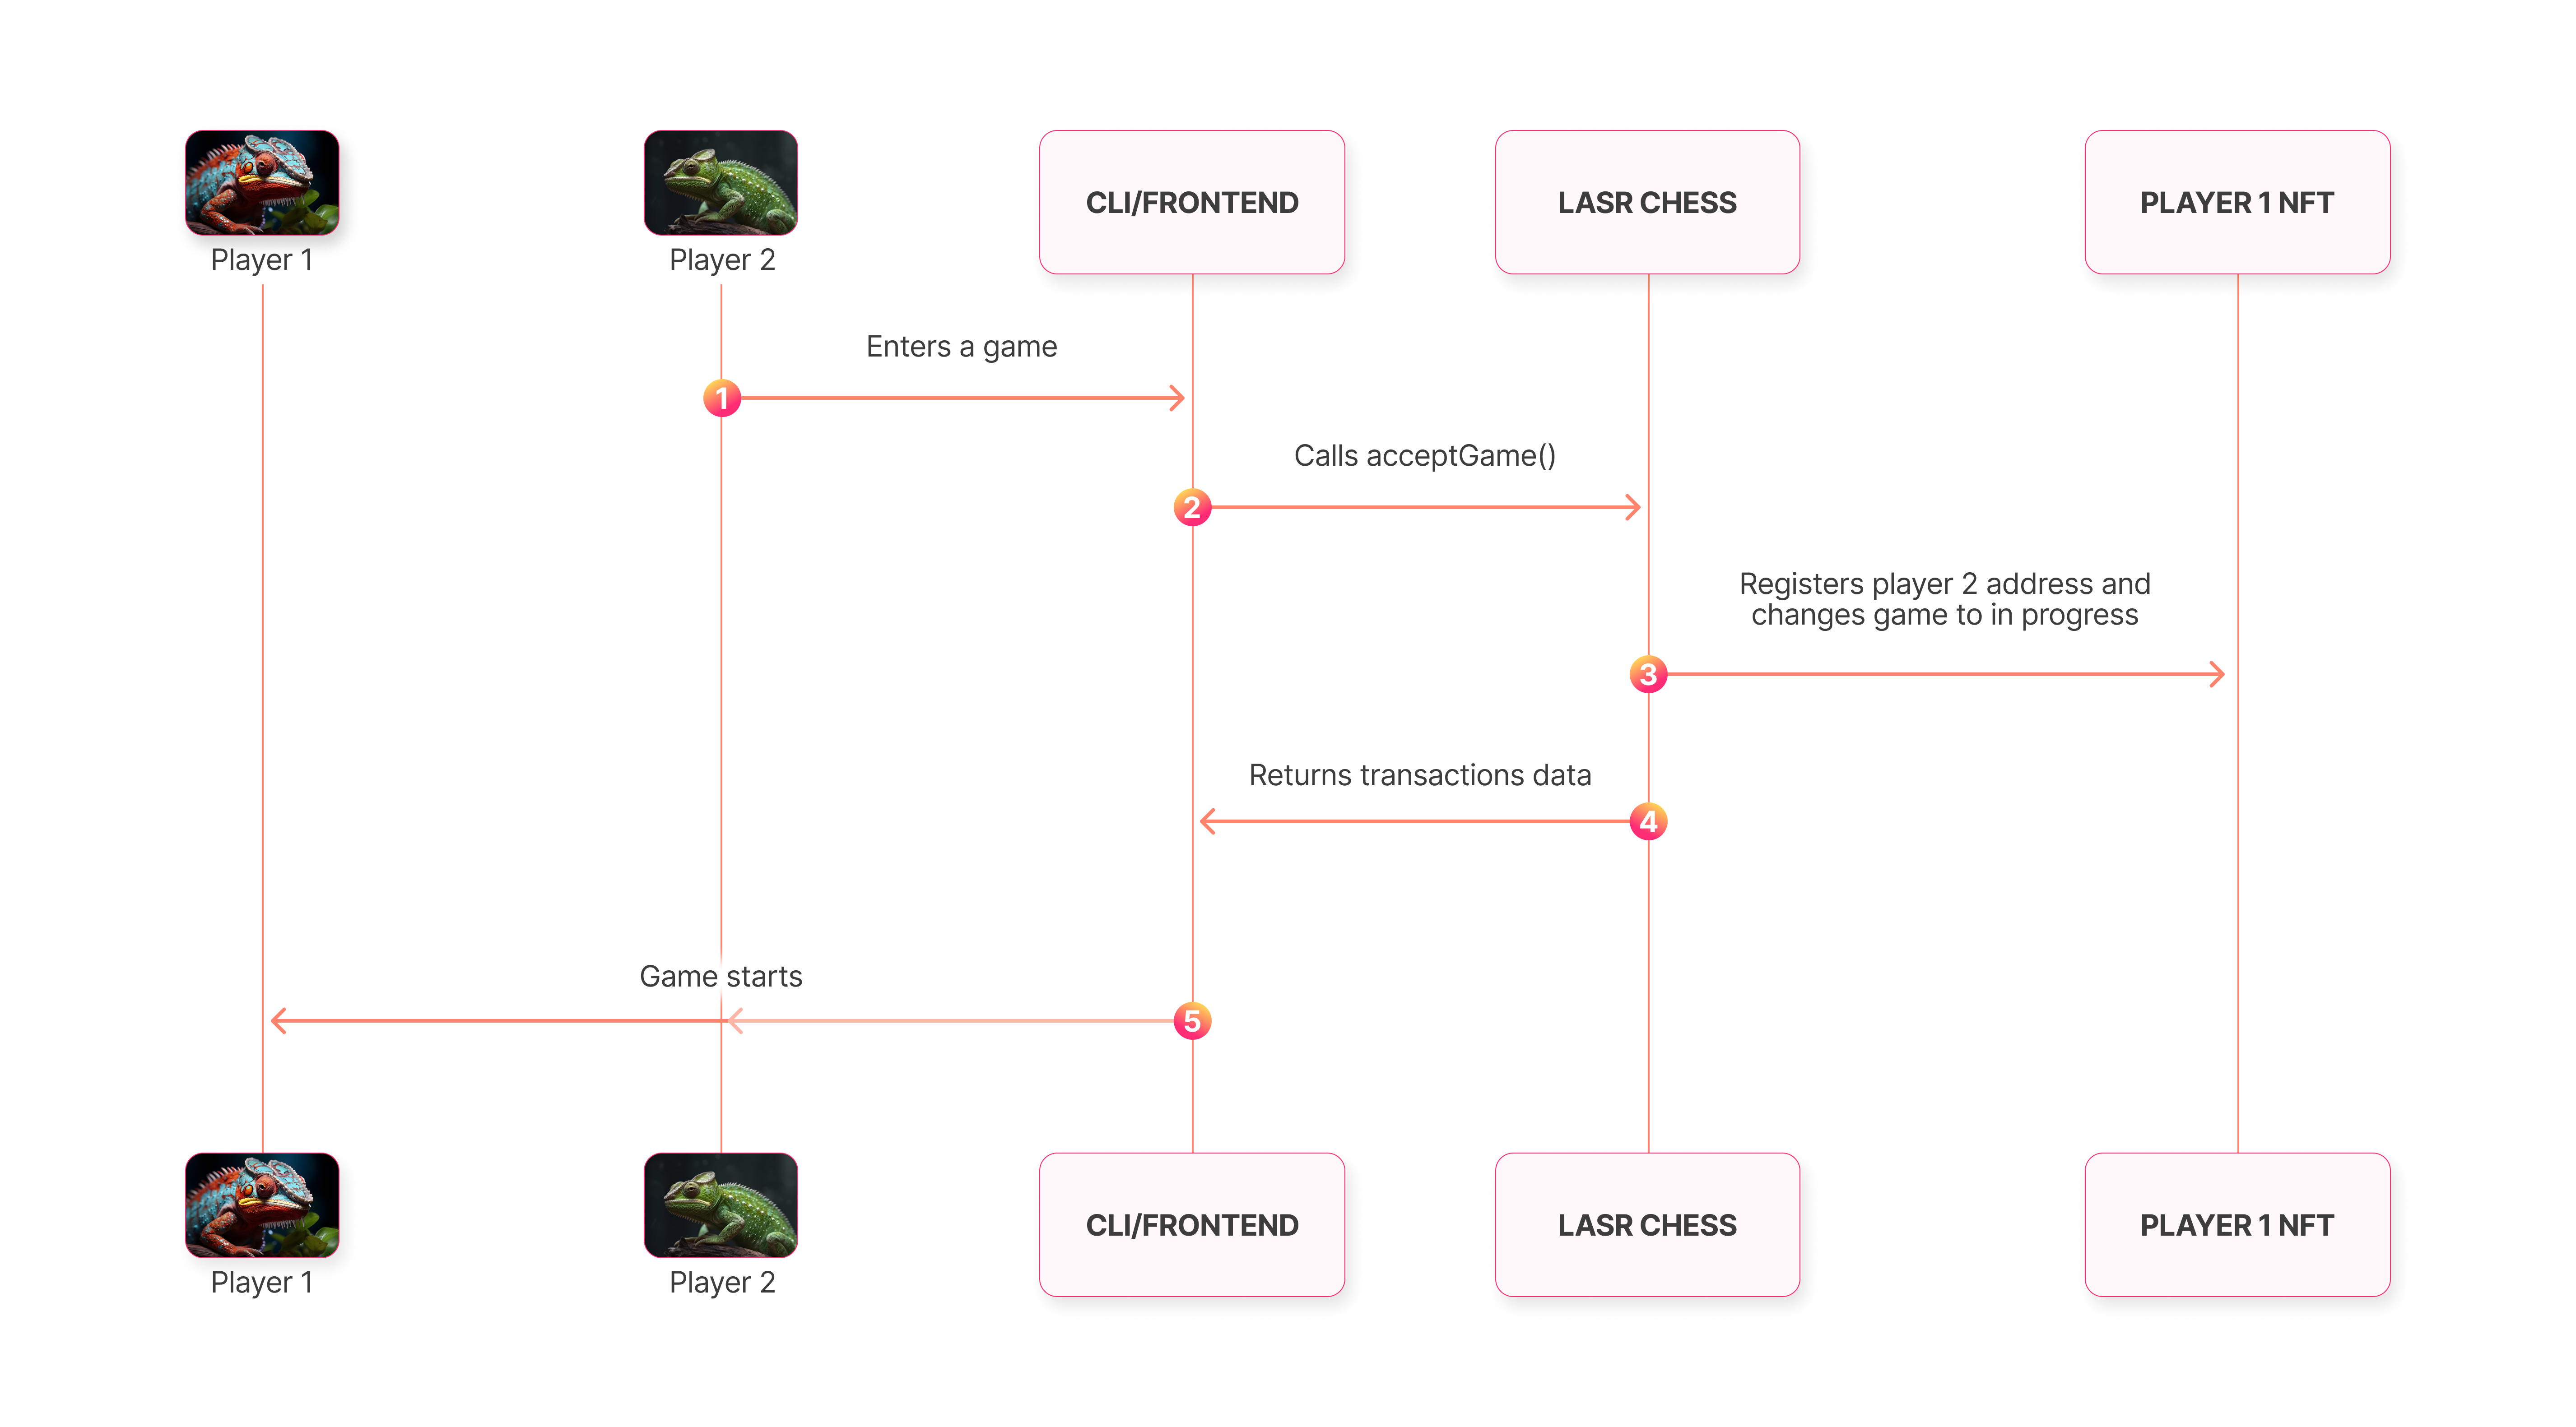 Player 1
Player 2
CLI/FRONTEND
LASR CHESS
PLAYER 1 NFT
Enters a game
1
Calls acceptGame()
2
Registers player 2 address and
changes game to in progress
3
Returns transactions data
4
Game starts
5
Player 1
Player 2
CLI/FRONTEND
LASR CHESS
PLAYER 1 NFT